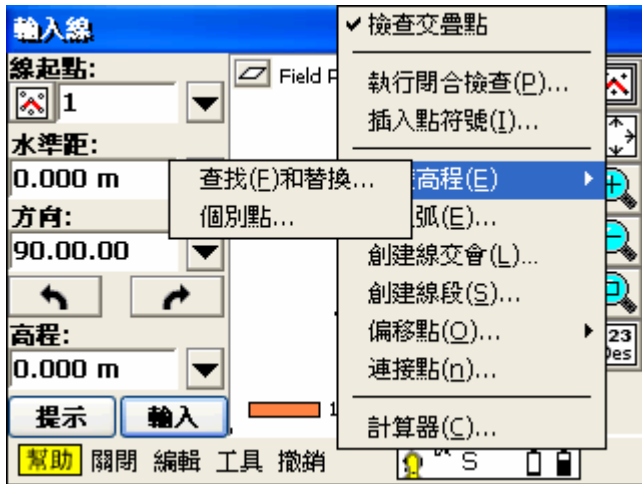 輸入線
線起點:
1
水準距:
0.000 m
方向:
90.00.00
高程:
0.000 m
提示 輸入
幫助 關閉 編輯 工具 撤銷
Field
檢查交疊點
執行閉合檢查(P)...
插入點符號(I)...
高程(E)
查找(F)和替換...
個別點...
弧(E)...
創建線交會(L)...
創建線段(S)...
偏移點(O)...
連接點(n)...
計算器(C)...
S
23